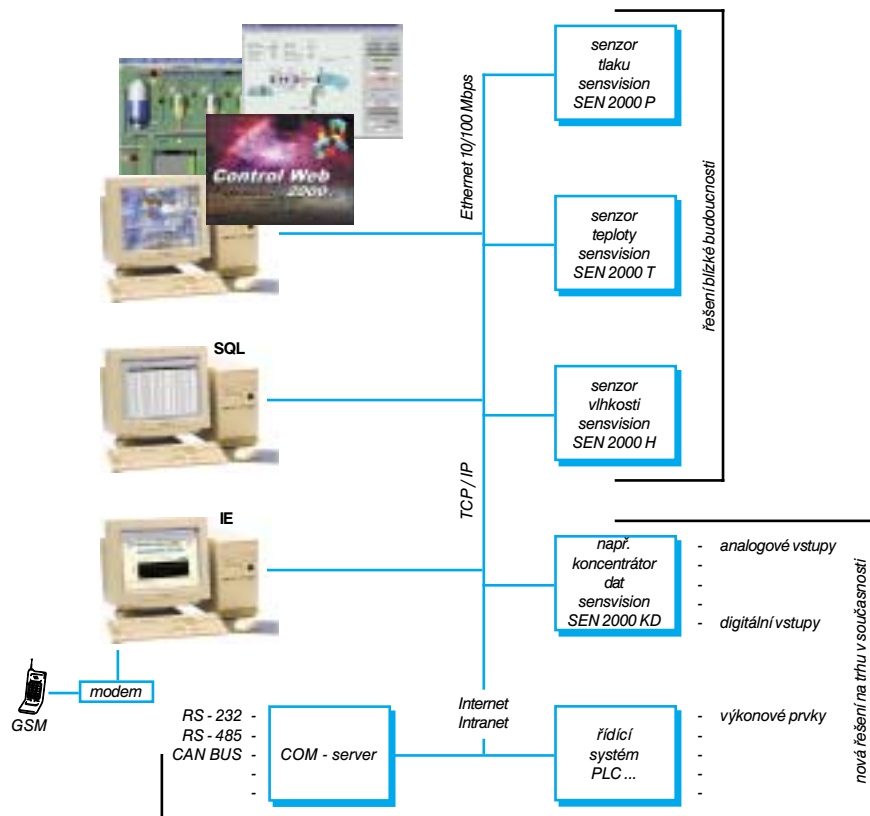 senzor
tlaku
sensvision
SEN 2000 P
Ethernet 10/100 Mbps
Control Web
2000
senzor
teploty
sensvision
SEN 2000 T
řešení blízké budoucnosti
SQL
senzor
vlhkosti
sensvision
SEN 2000 H
TCP / IP
IE
např.
koncentrátor
dat
sensvision
SEN 2000 KD
- analogové vstupy
-
-
-
- digitální vstupy
nová řešení na trhu v současnosti
modem
GSM
Internet
Intranet
RS - 232 -
RS - 485 -
CAN BUS -
-
-
COM - server
řídící
systém
PLC ...
- výkonové prvky
-
-
-
-